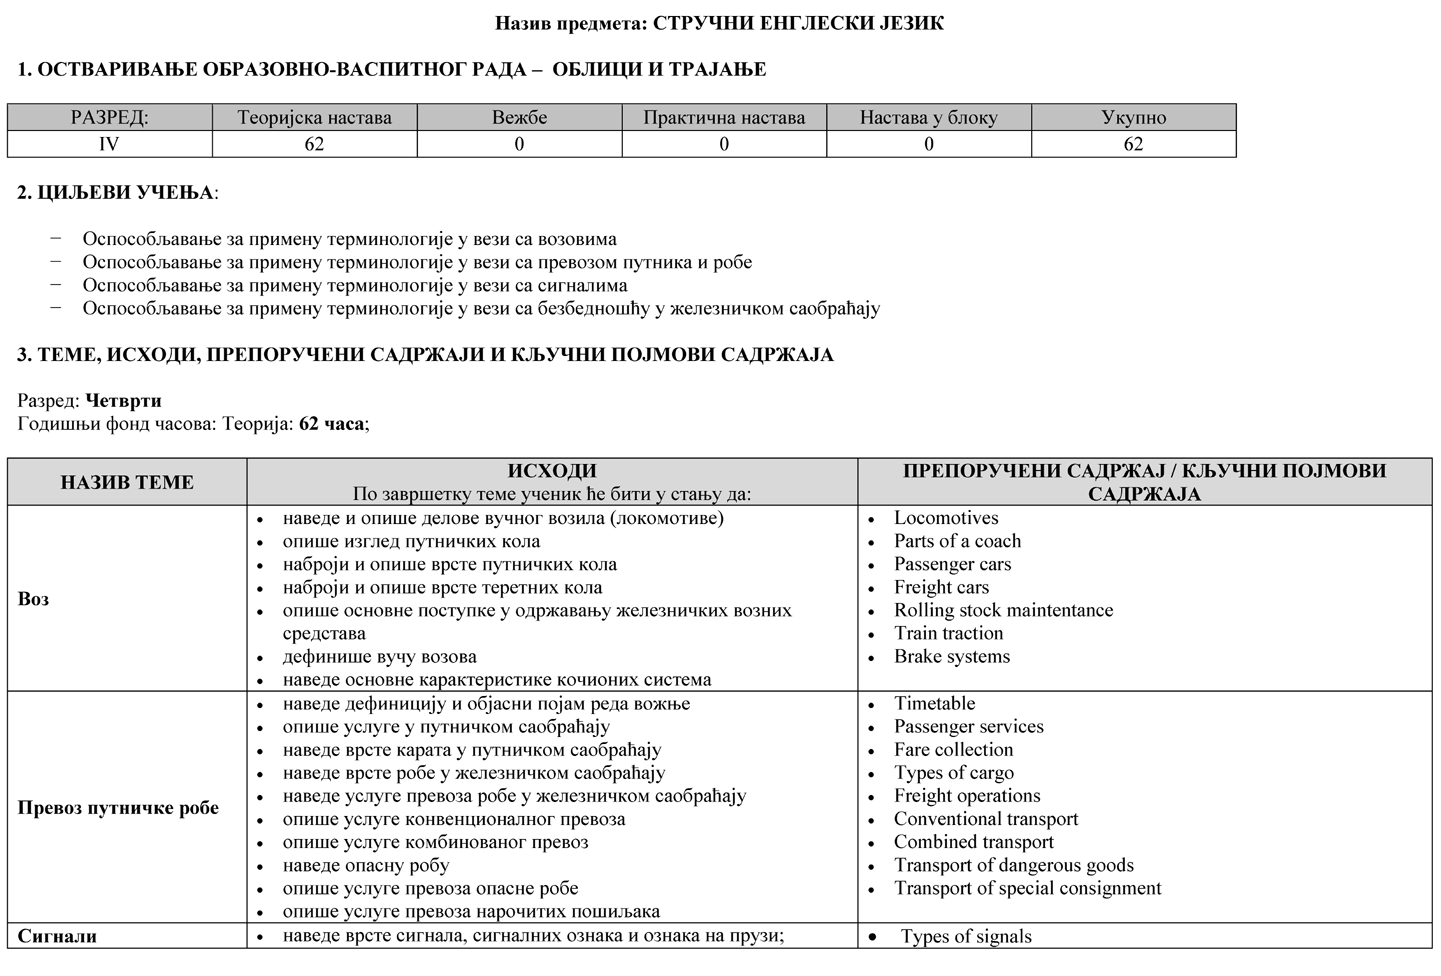 Назив предмета: СТРУЧНИ ЕНГЛЕСКИ ЈЕЗИК
1. ОСТВАРИВАЊЕ ОБРАЗОВНО-ВАСПИТНОГ РАДА – ОБЛИЦИ И ТРАЈАЊЕ
РАЗРЕД: Теоријска настава Вежбе Практична настава Настава у блоку Укупно
IV 62 0 0 0 62
2. ЦИЉЕВИ УЧЕЊА:
− Оспособљавање за примену терминологије у вези са возовима
− Оспособљавање за примену терминологије у вези са превозом путника и робе
− Оспособљавање за примену терминологије у вези са сигналима
− Оспособљавање за примену терминологије у вези са безбедношћу у железничком саобраћају
3. ТЕМЕ, ИСХОДИ, ПРЕПОРУЧЕНИ САДРЖАЈИ И КЉУЧНИ ПОЈМОВИ САДРЖАЈА
Разред: Четврти
Годишњи фонд часова: Теорија: 62 часа;
НАЗИВ ТЕМЕ
ИСХОДИ
По завршетку теме ученик ће бити у стању да:
ПРЕПОРУЧЕНИ САДРЖАЈ / КЉУЧНИ ПОЈМОВИ
САДРЖАЈА
Воз
• наведе и опише делове вучног возила (локомотиве)
• опише изглед путничких кола
• наброји и опише врсте путничких кола
• наброји и опише врсте теретних кола
• опише основне поступке у одржавању железничких возних
средстава
• дефинише вучу возова
• наведе основне карактеристике кочионих система
• Locomotives
• Parts of a coach
• Passenger cars
• Freight cars
• Rolling stock maintentance
• Train traction
• Brake systems
Превоз путничке робе
• наведе дефиницију и објасни појам реда вожње
• опише услуге у путничком саобраћају
• наведе врсте карата у путничком саобраћају
• наведе врсте робе у железничком саобраћају
• наведе услуге превоза робе у железничком саобраћају
• опише услуге конвенционалног превоза
• опише услуге комбинованог превоз
• наведе опасну робу
• опише услуге превоза опасне робе
• опише услуге превоза нарочитих пошиљака
• Timetable
• Passenger services
• Fare collection
• Types of cargo
• Freight operations
• Conventional transport
• Combined transport
• Transport of dangerous goods
• Transport of special consignment
Сигнали
• наведе врсте сигнала, сигналних ознака и ознака на прузи;
• Types of signals